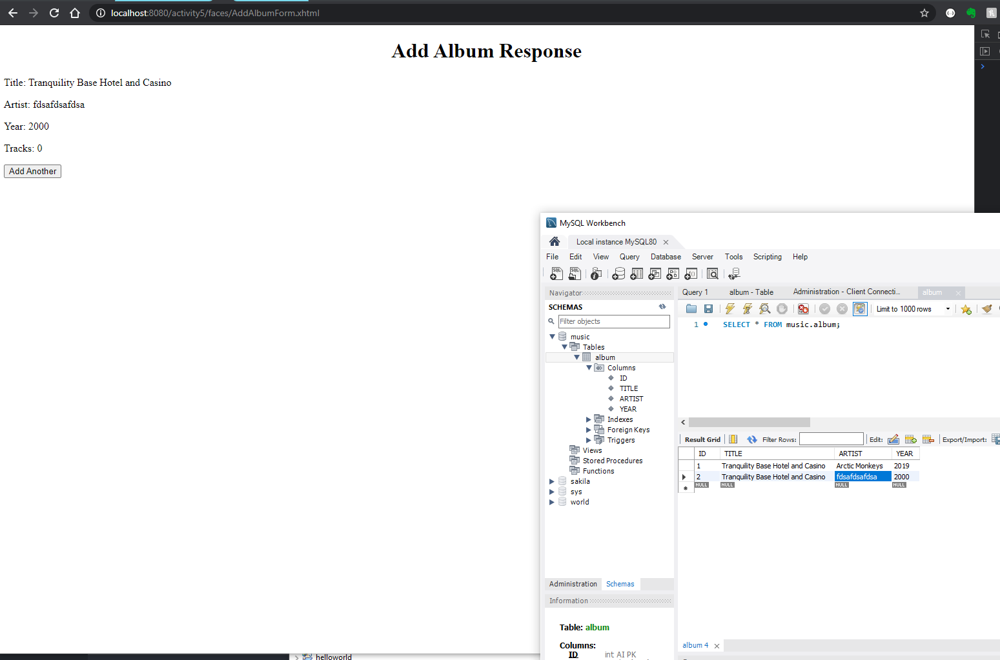 localhost:8080/activity5/faces/AddAlbumForm.xhtml
Add Album Response
Title: Tranquility Base Hotel and Casino
Artist: fdsafdsafdsa
Year: 2000
Tracks: 0
Add Another
MySQL Workbench
Local instance MySQL80
File Edit View Query Database Server Tools Scripting Help
Navigator
SCHEMAS
Filter objects
music
Tables
album
Columns
ID
TITLE
ARTIST
YEAR
Indexes
Foreign Keys
Triggers
Views
Stored Procedures
Functions
sakila
sys
world
Administration Schemas
Information
Table: album
Columns:
ID int AI PK
Query 1 album - Table Administration - Client Connecti... album
Limit to 1000 rows
1 SELECT * FROM music.album;
Result Grid Filter Rows: Edit: Export/Import:
ID TITLE ARTIST YEAR
1 Tranquility Base Hotel and Casino Arctic Monkeys 2019
2 Tranquility Base Hotel and Casino fdsafdsafdsa 2000
NULL NULL NULL NULL
album 4
helloworld